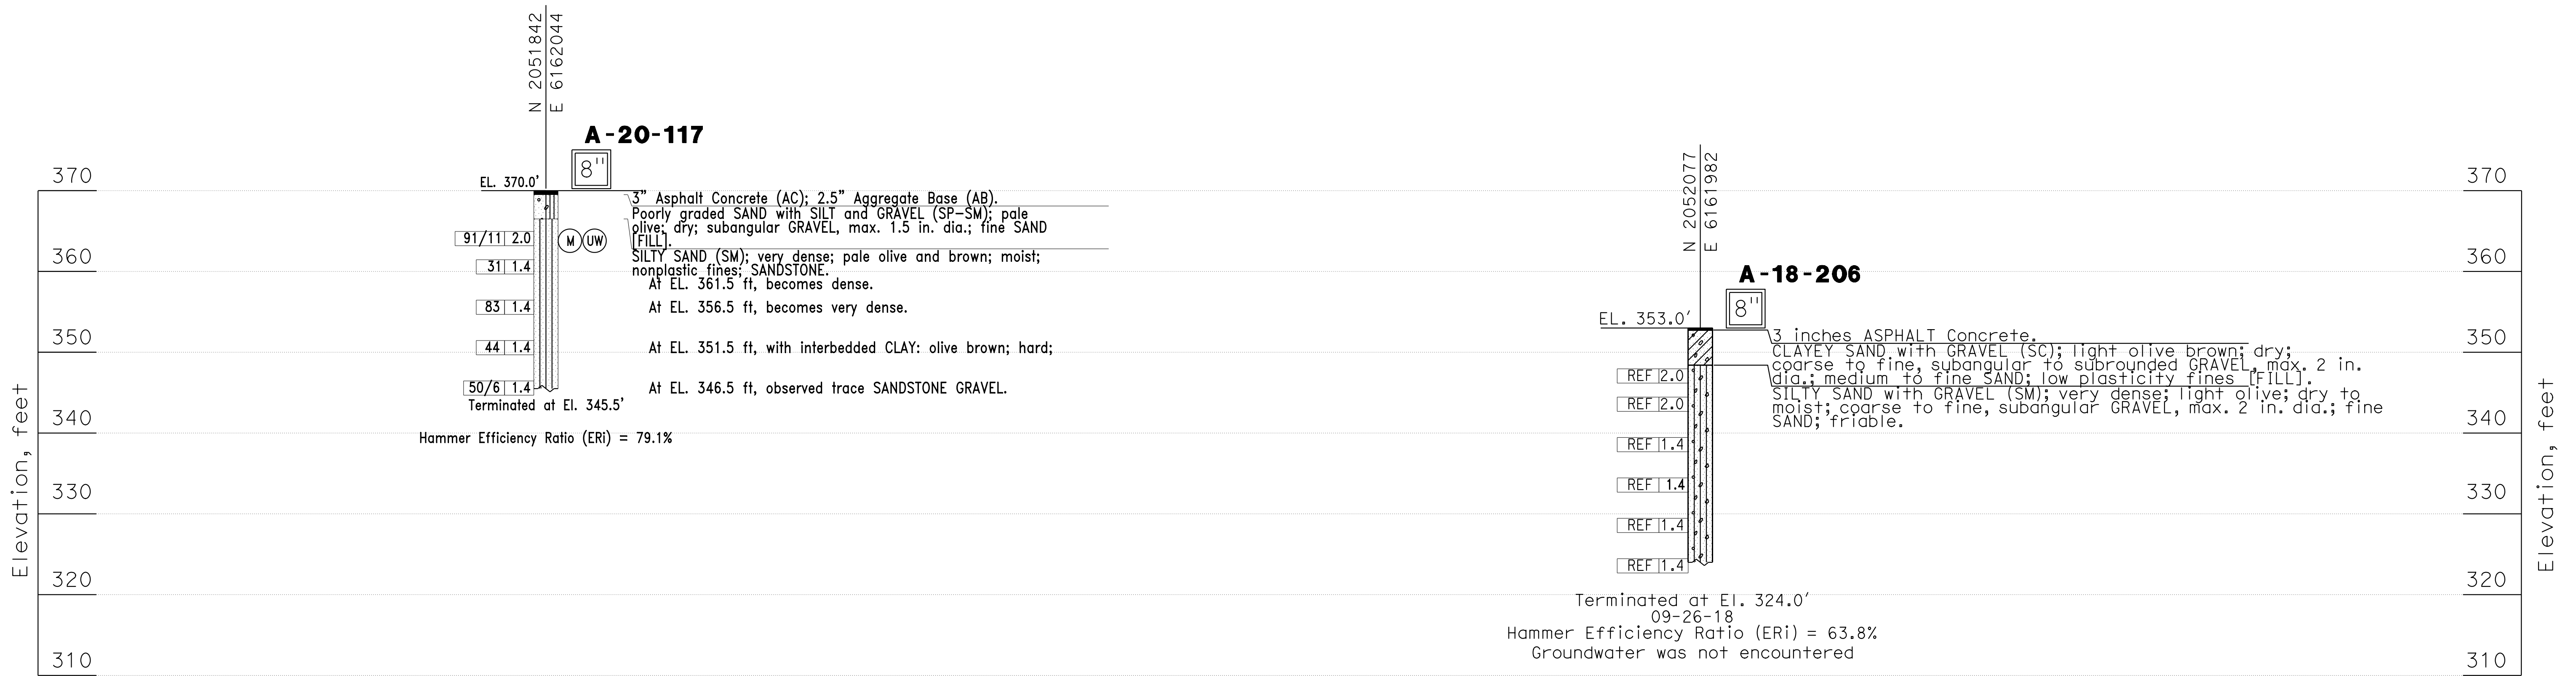 N 2051842
E 6162044
A-20-117
8"
EL. 370.0'
3" Asphalt Concrete (AC); 2.5" Aggregate Base (AB).
Poorly graded SAND with SILT and GRAVEL (SP-SM); pale
olive; dry; subangular GRAVEL, max. 1.5 in. dia.; fine SAND
[FILL].
SILTY SAND (SM); very dense; pale olive and brown; moist;
nonplastic fines; SANDSTONE.
At EL. 361.5 ft, becomes dense.
At EL. 356.5 ft, becomes very dense.
At EL. 351.5 ft, with interbedded CLAY: olive brown; hard;
At EL. 346.5 ft, observed trace SANDSTONE GRAVEL.
91/11 2.0
M UW
31 1.4
83 1.4
44 1.4
50/6 1.4
Terminated at El. 345.5'
Hammer Efficiency Ratio (ERi) = 79.1%
N 2052077
E 6161982
A-18-206
8"
EL. 353.0'
3 inches ASPHALT Concrete.
CLAYEY SAND with GRAVEL (SC); light olive brown; dry;
coarse to fine, subangular to subrounded GRAVEL, max. 2 in.
dia.; medium to fine SAND; low plasticity fines [FILL].
SILTY SAND with GRAVEL (SM); very dense; light olive; dry to
moist; coarse to fine, subangular GRAVEL, max. 2 in. dia.; fine
SAND; friable.
REF 2.0
REF 2.0
REF 1.4
REF 1.4
REF 1.4
REF 1.4
Terminated at El. 324.0'
09-26-18
Hammer Efficiency Ratio (ERi) = 63.8%
Groundwater was not encountered
Elevation, feet
370
360
350
340
330
320
310
370
360
350
340
330
320
310
Elevation, feet